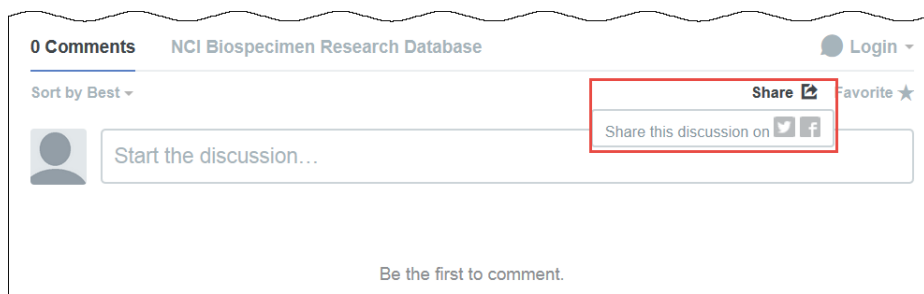 0 Comments NCI Biospecimen Research Database Login
Sort by Best Share Favorite
Share this discussion on
Start the discussion...
Be the first to comment.